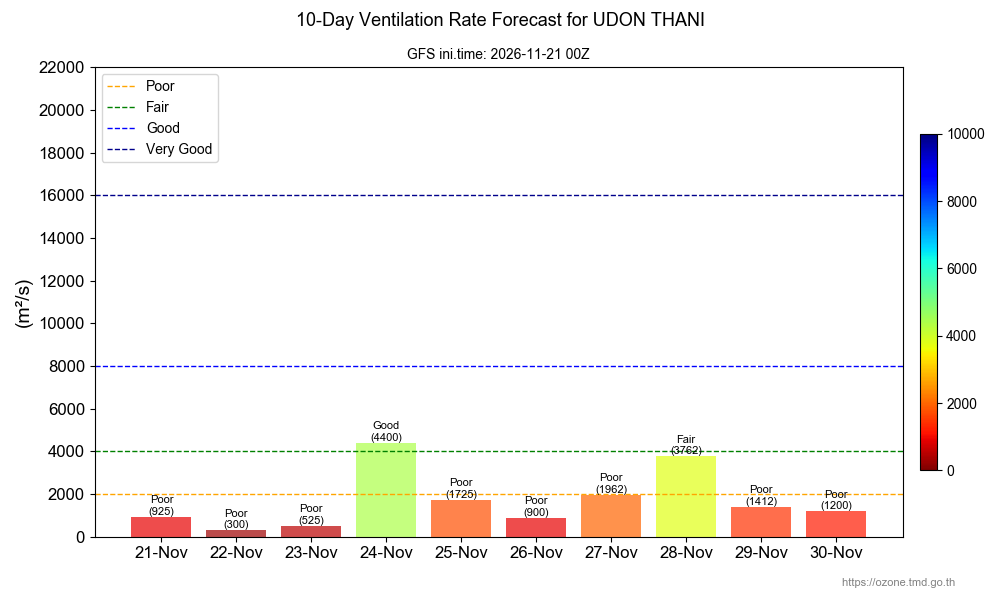 10-Day Ventilation Rate Forecast for UDON THANI
GFS ini.time: 2026-11-21 00Z
(m²/s)
22000
20000
18000
16000
14000
12000
10000
8000
6000
4000
2000
0
Poor
Fair
Good
Very Good
Poor
(925)
Poor
(300)
Poor
(525)
Good
(4400)
Poor
(1725)
Poor
(900)
Poor
(1962)
Fair
(3762)
Poor
(1412)
Poor
(1200)
21-Nov
22-Nov
23-Nov
24-Nov
25-Nov
26-Nov
27-Nov
28-Nov
29-Nov
30-Nov
10000
8000
6000
4000
2000
0
https://ozone.tmd.go.th